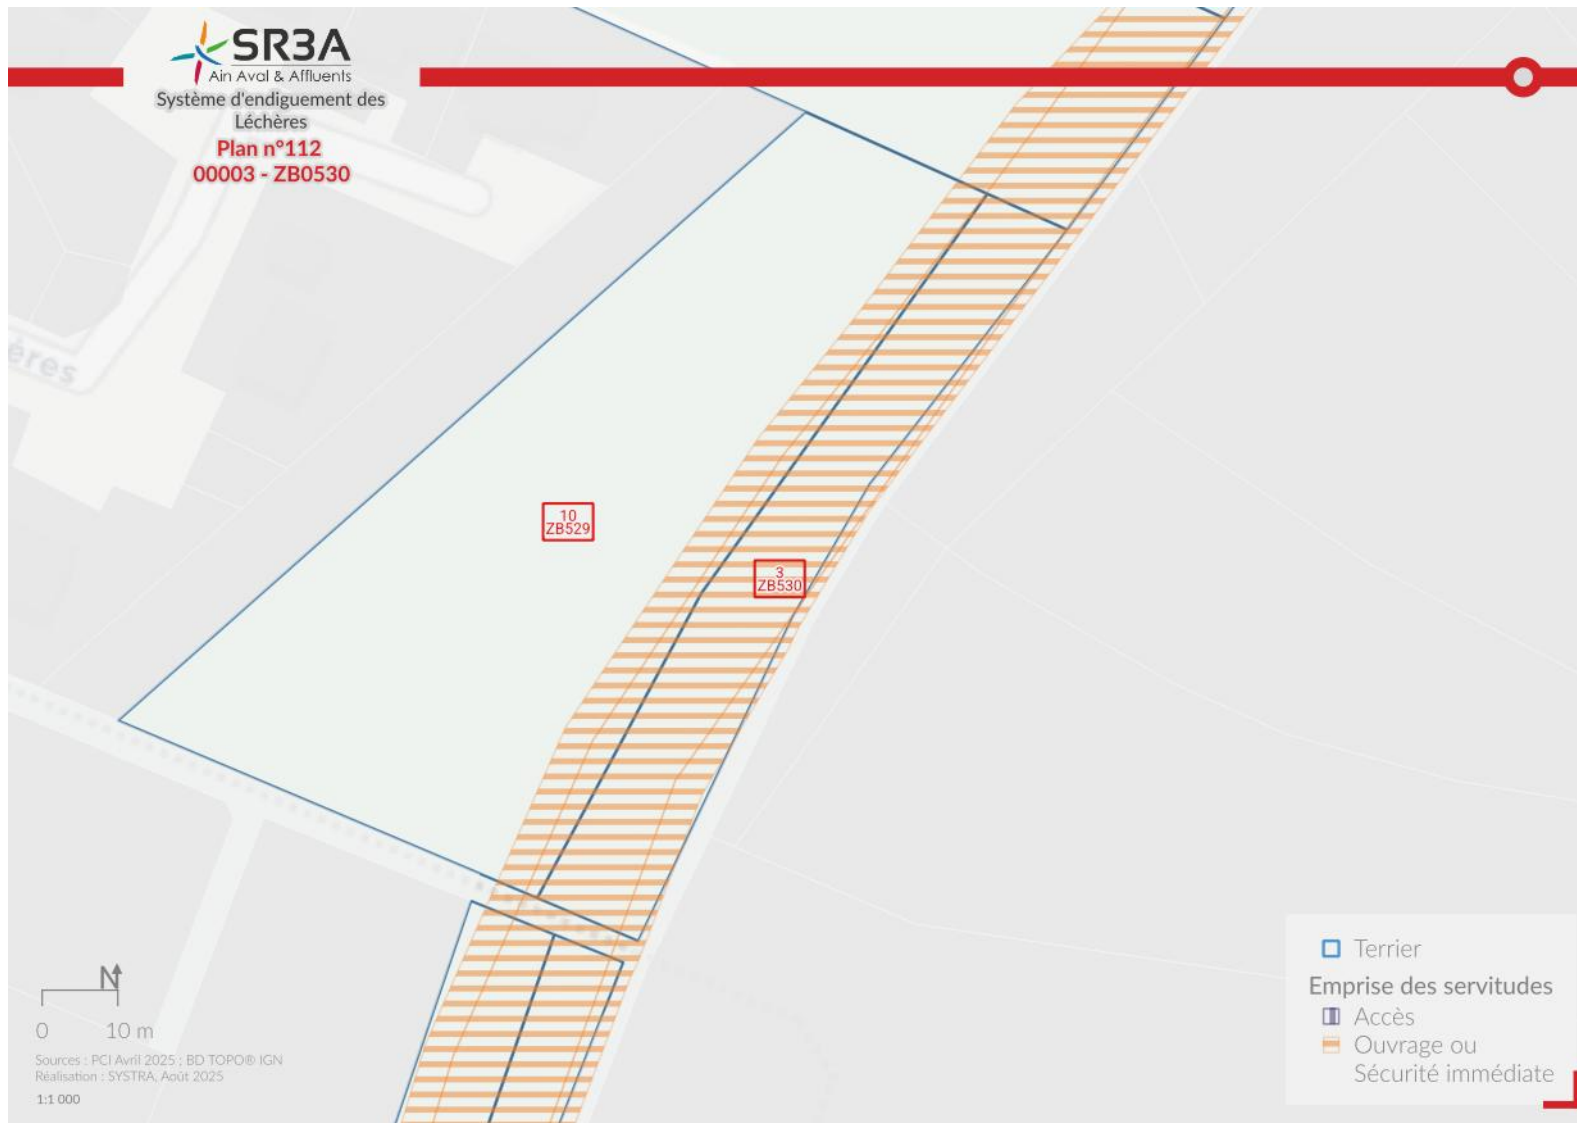 SR3A
Ain Aval & Affluents
Système d'endiguement des
Léchères
Plan n°112
00003 - ZB0530
ères
10
ZB529
3
ZB530
N
0 10 m
Sources : PCI Avril 2025 ; BD TOPO® IGN
Réalisation : SYSTRA, Août 2025
1:1 000
Terrier
Emprise des servitudes
Accès
Ouvrage ou
Sécurité immédiate